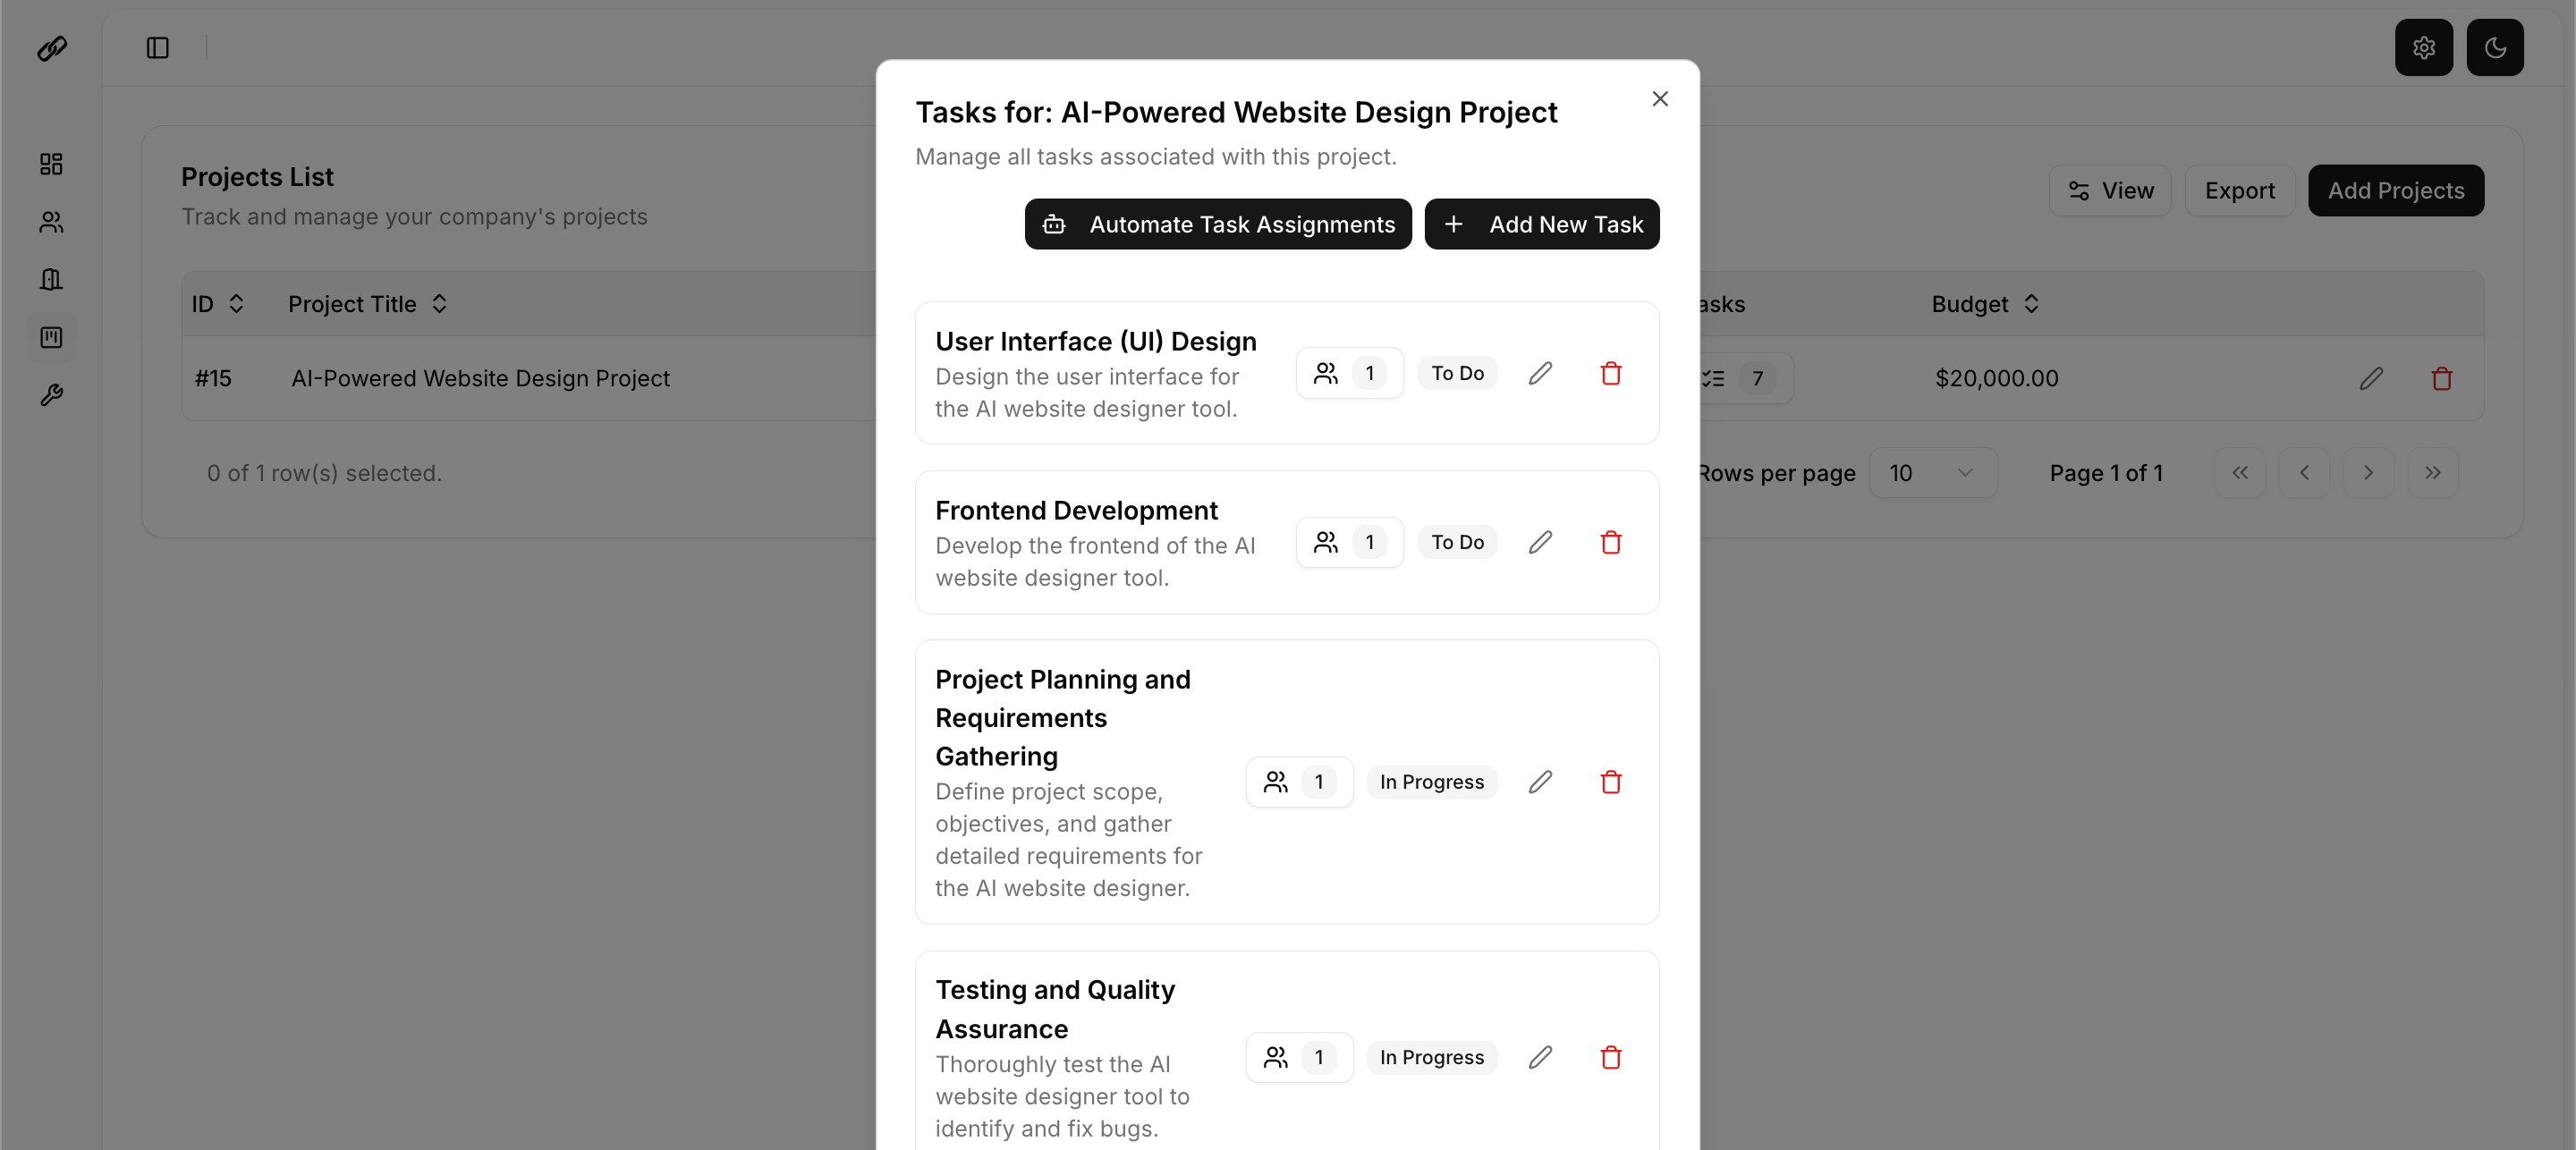 Tasks for: AI-Powered Website Design Project
Manage all tasks associated with this project.
Automate Task Assignments
Add New Task
User Interface (UI) Design
Design the user interface for
the AI website designer tool.
1
To Do
Frontend Development
Develop the frontend of the AI
website designer tool.
1
To Do
Project Planning and
Requirements
Gathering
Define project scope,
objectives, and gather
detailed requirements for
the AI website designer.
1
In Progress
Testing and Quality
Assurance
Thoroughly test the AI
website designer tool to
identify and fix bugs.
1
In Progress
Projects List
Track and manage your company's projects
View
Export
Add Projects
ID
Project Title
asks
Budget
#15
AI-Powered Website Design Project
7
$20,000.00
0 of 1 row(s) selected.
Rows per page
10
Page 1 of 1